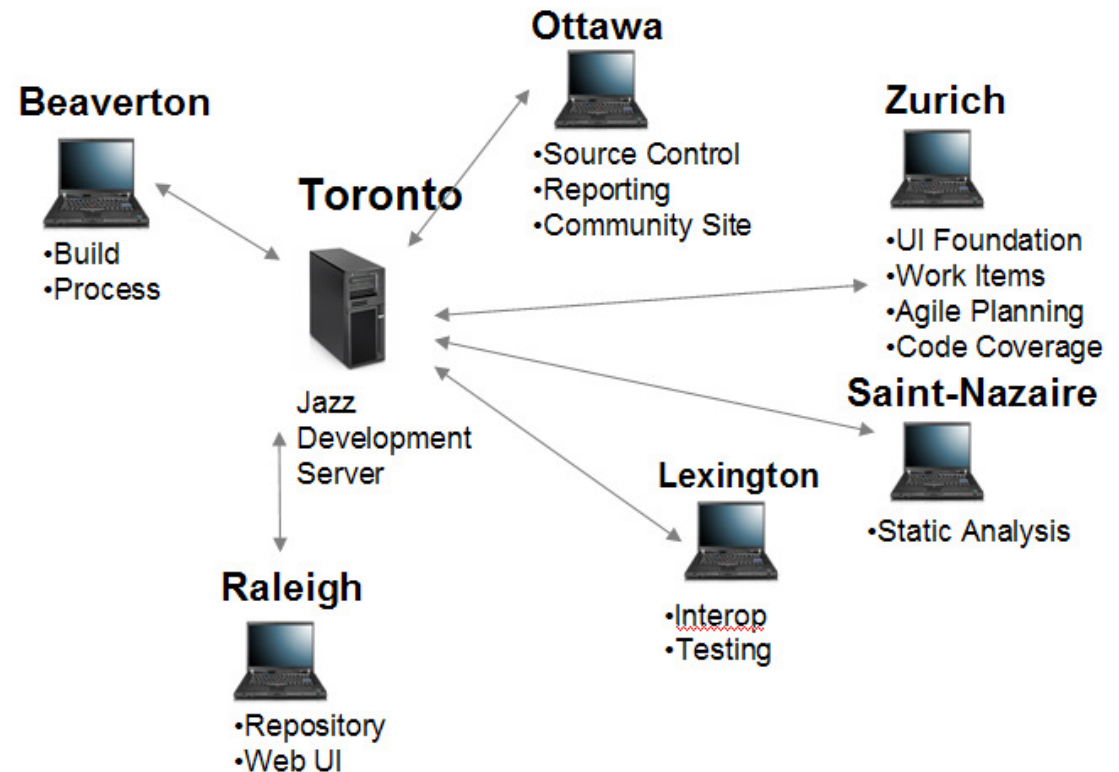 Ottawa
•Source Control
•Reporting
•Community Site
Beaverton
•Build
•Process
Zurich
•UI Foundation
•Work Items
•Agile Planning
•Code Coverage
Toronto
Jazz
Development
Server
Saint-Nazaire
•Static Analysis
Lexington
•Interop
•Testing
Raleigh
•Repository
•Web UI